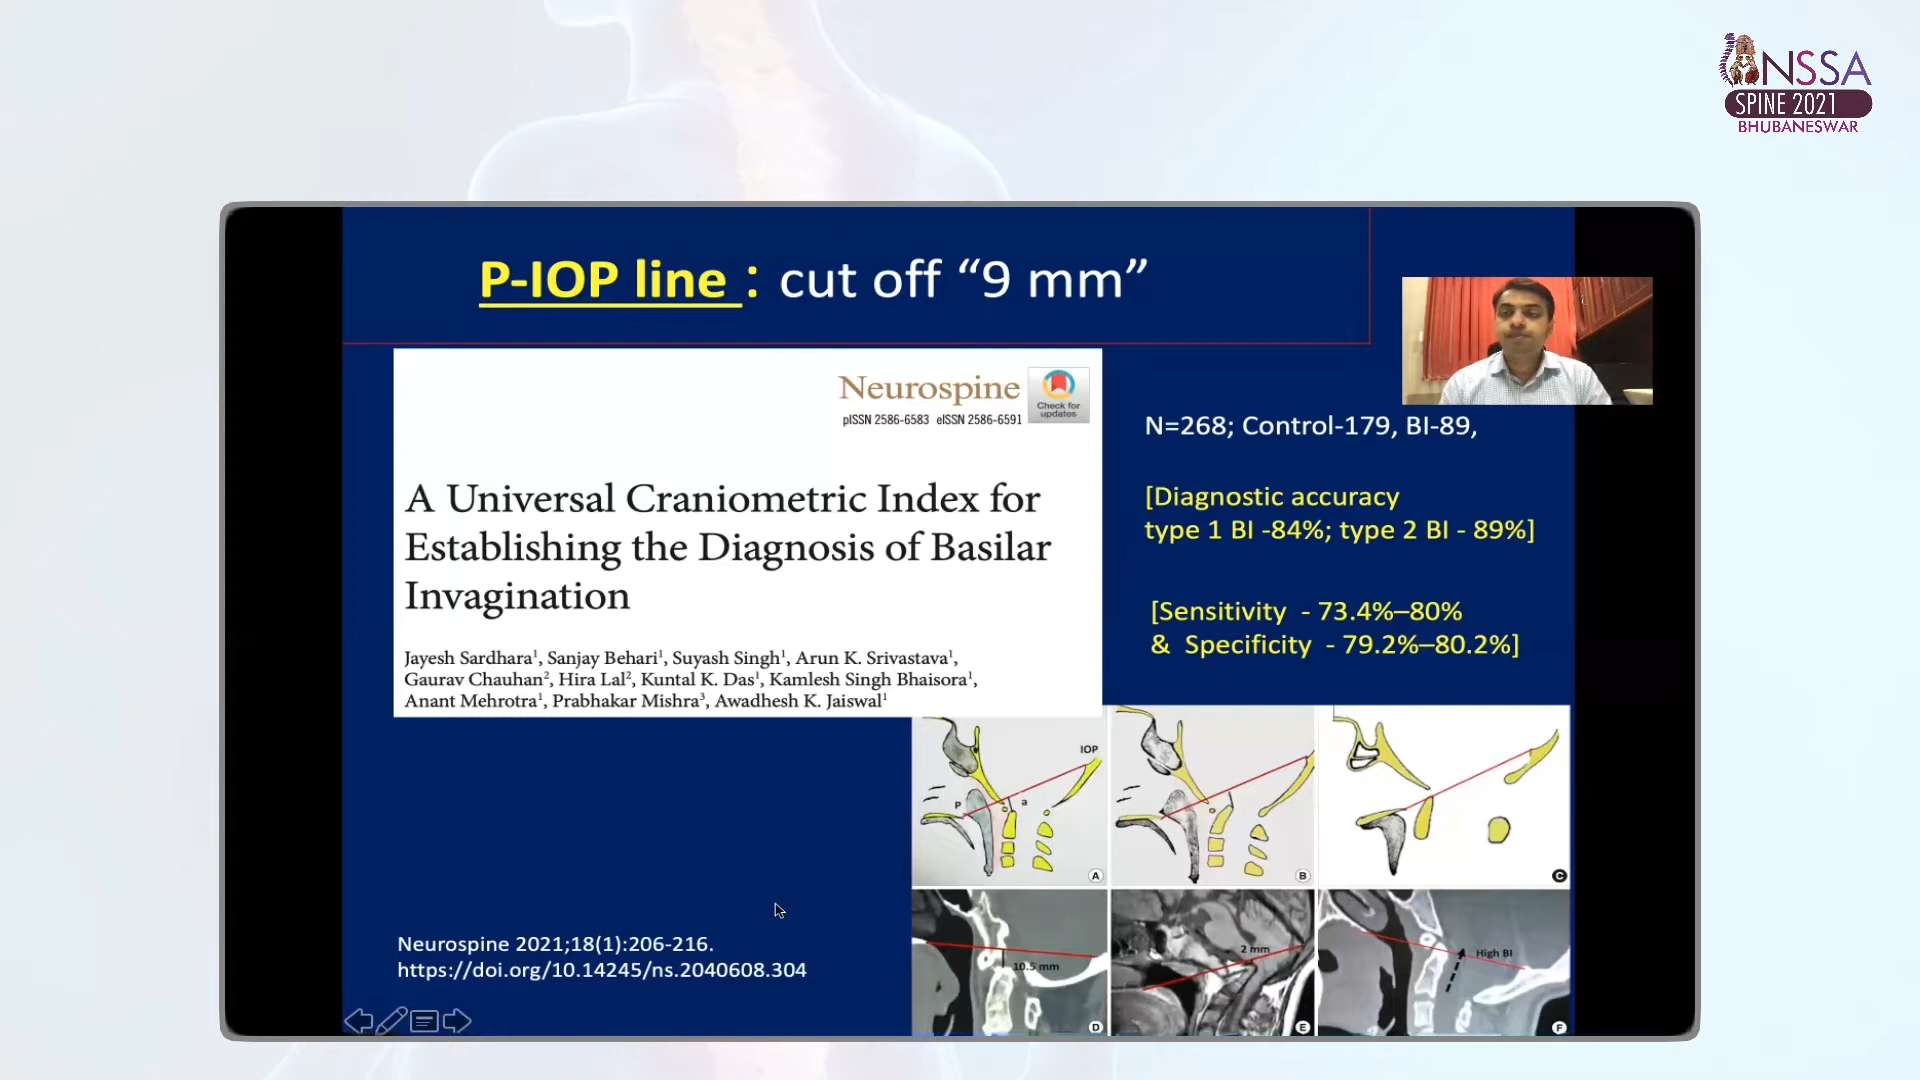 NSSA
SPINE 2021
BHUBANESWAR
P-IOP line : cut off “9 mm”
Neurospine
pISSN 2586-6583 eISSN 2586-6591
Check for
updates
A Universal Craniometric Index for
Establishing the Diagnosis of Basilar
Invagination
Jayesh Sardhara¹, Sanjay Behari¹, Suyash Singh¹, Arun K. Srivastava¹,
Gaurav Chauhan², Hira Lal², Kuntal K. Das¹, Kamlesh Singh Bhaisora¹,
Anant Mehrotra¹, Prabhakar Mishra³, Awadhesh K. Jaiswal¹
N=268; Control-179, BI-89,
[Diagnostic accuracy
type 1 BI -84%; type 2 BI - 89%]
[Sensitivity - 73.4%–80%
& Specificity - 79.2%–80.2%]
IOP
P
a
A
B
C
10.5 mm
D
2 mm
E
High BI
F
Neurospine 2021;18(1):206-216.
https://doi.org/10.14245/ns.2040608.304